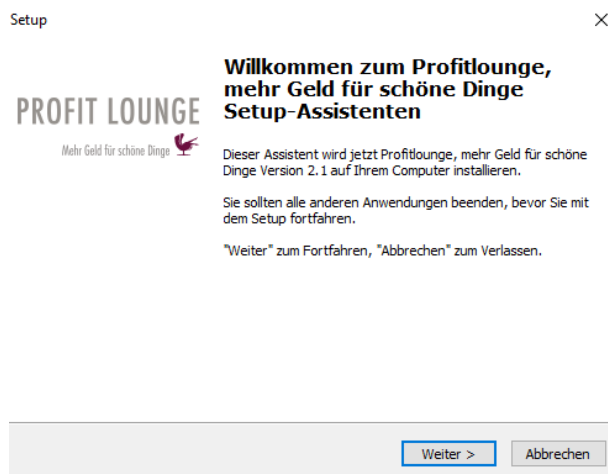 Setup
PROFIT LOUNGE
Mehr Geld für schöne Dinge
Willkommen zum Profitlounge,
mehr Geld für schöne Dinge
Setup-Assistenten
Dieser Assistent wird jetzt Profitlounge, mehr Geld für schöne
Dinge Version 2.1 auf Ihrem Computer installieren.
Sie sollten alle anderen Anwendungen beenden, bevor Sie mit
dem Setup fortfahren.
"Weiter" zum Fortfahren, "Abbrechen" zum Verlassen.
Weiter >
Abbrechen